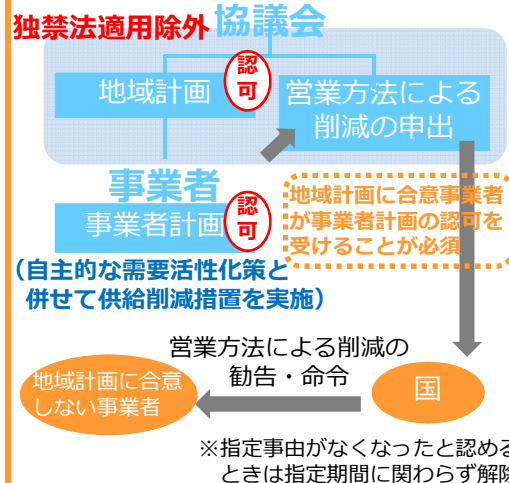 独禁法適用除外
協議会
地域計画
認可
営業方法による
削減の申出
事業者
事業者計画
認可
地域計画に合意事業者
が事業者計画の認可を
受けることが必須
（自主的な需要活性化策と
併せて供給削減措置を実施）
営業方法による削減の
勧告・命令
地域計画に合意
しない事業者
国
※指定事由がなくなったと認める
ときは指定期間に関わらず解除